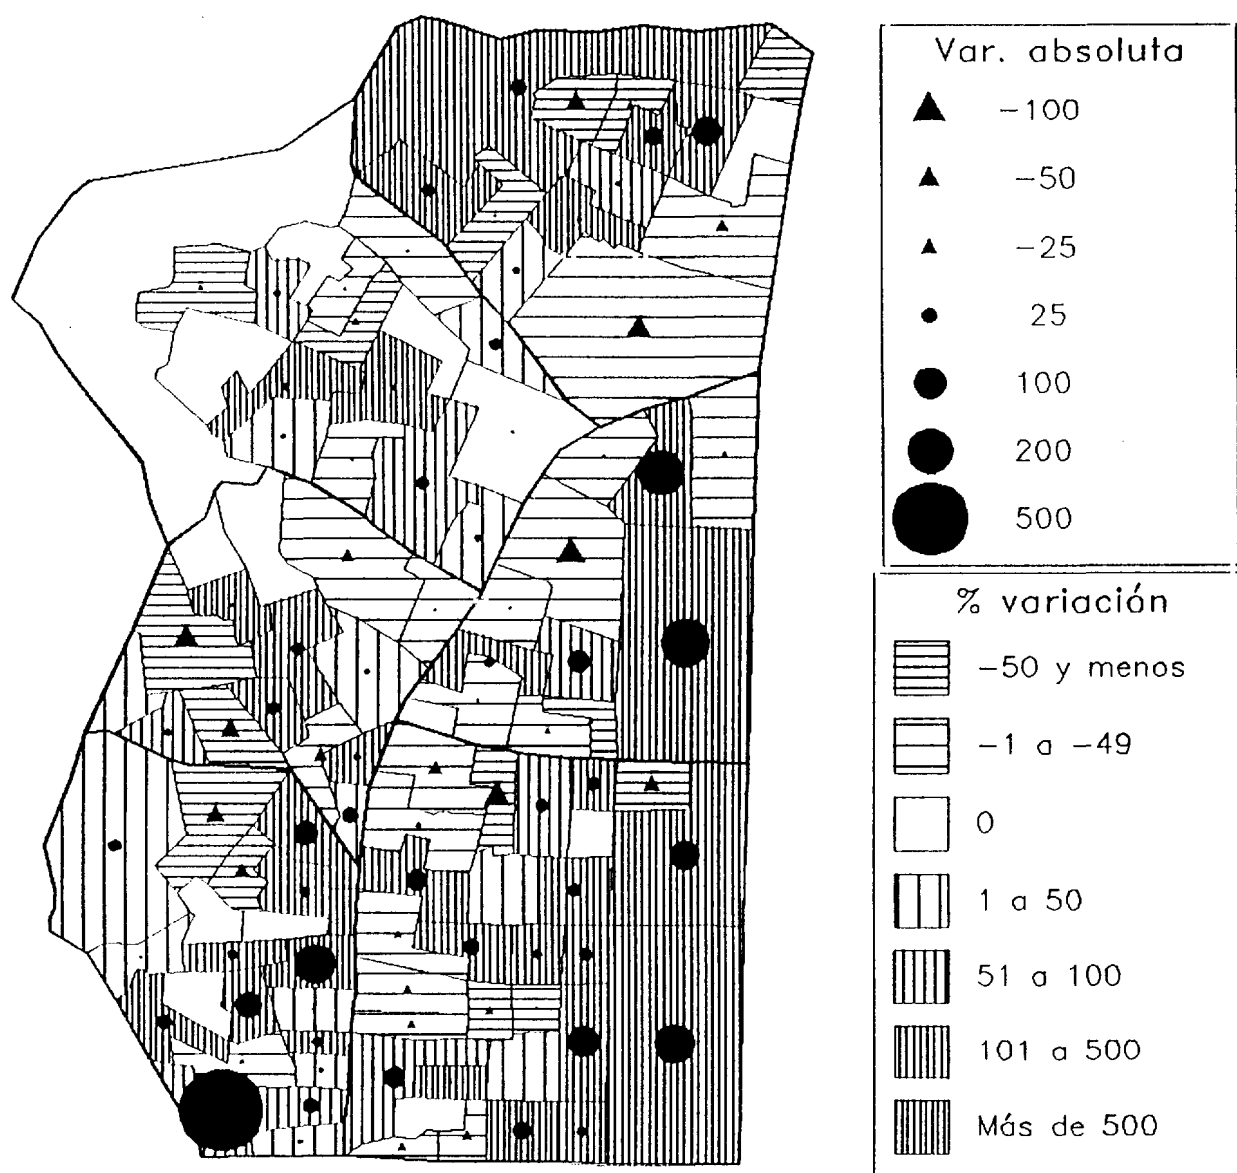 Var. absoluta
-100
-50
-25
25
100
200
500
% variación
-50 y menos
-1 a -49
0
1 a 50
51 a 100
101 a 500
Más de 500